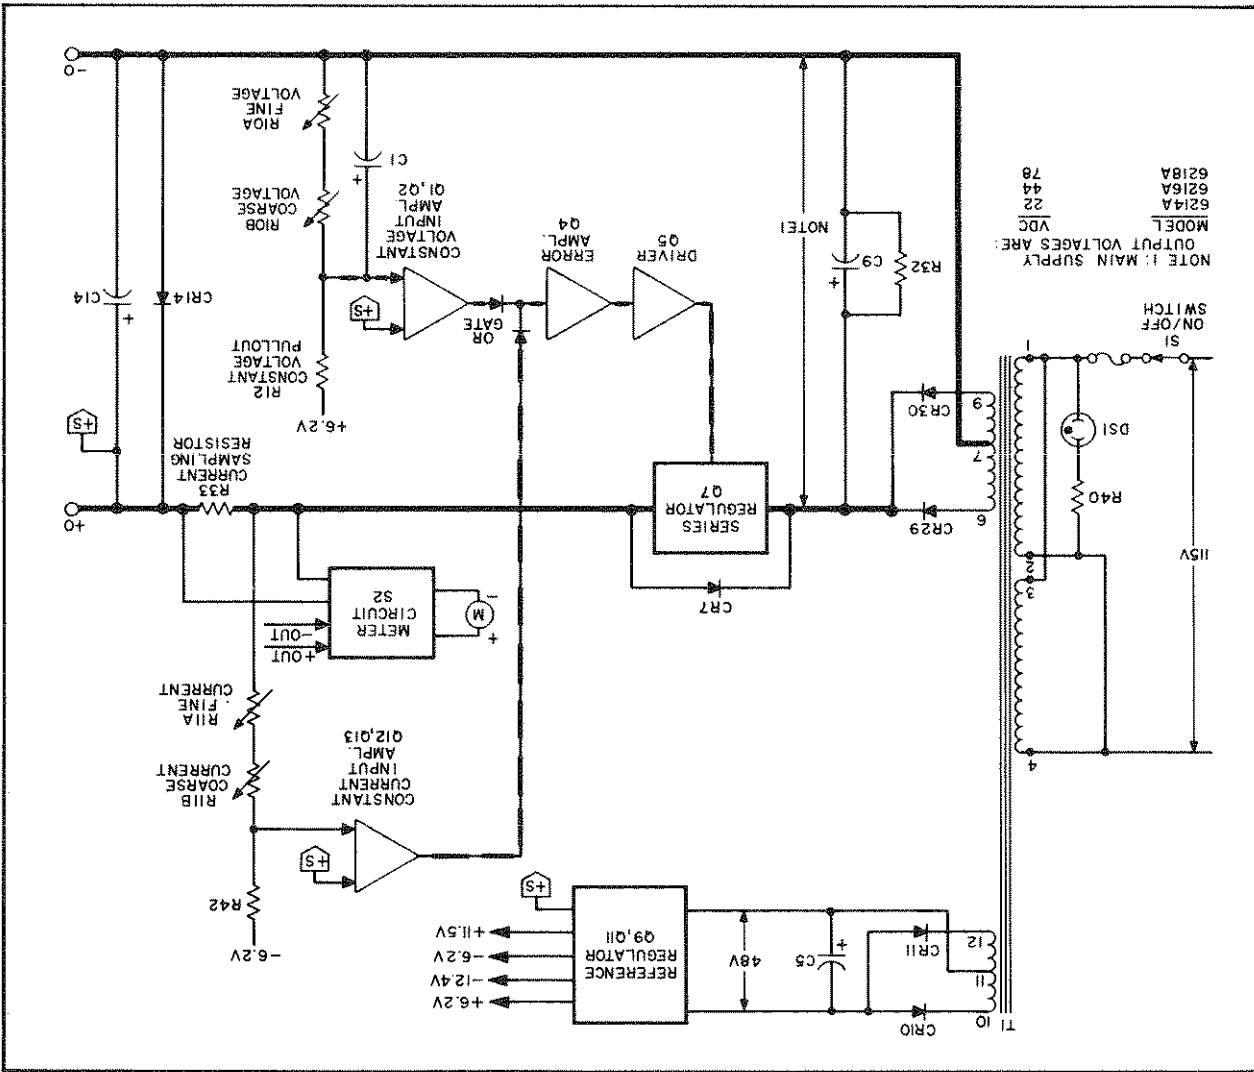 T1
10
CR10
11
12
CR11
C5
+
48V
REFERENCE
REGULATOR
Q9,Q11
+6.2V
-12.4V
-6.2V
+11.5V
+S
-6.2V
R42
+S
CONSTANT
CURRENT
INPUT
AMPL.
Q12,Q13
R11B
COARSE
CURRENT
R11A
FINE
CURRENT
4
115V
3
2
R40
DS1
1
S1
ON/OFF
SWITCH
CR7
6
CR29
7
9
CR30
SERIES
REGULATOR
Q7
+
M
-
METER
CIRCUIT
S2
+OUT
-OUT
R33
CURRENT
SAMPLING
RESISTOR
+O
+S
+6.2V
R12
CONSTANT
VOLTAGE
PULLOUT
OR
GATE
+S
DRIVER
Q5
ERROR
AMPL.
Q4
CONSTANT
VOLTAGE
INPUT
AMPL.
Q1,Q2
R32
C9
+
NOTE1
CR14
C14
+
R10B
COARSE
VOLTAGE
+
C1
R10A
FINE
VOLTAGE
-O
NOTE 1: MAIN SUPPLY
OUTPUT VOLTAGES ARE:
MODEL VDC
6214A 22
6216A 44
6218A 78